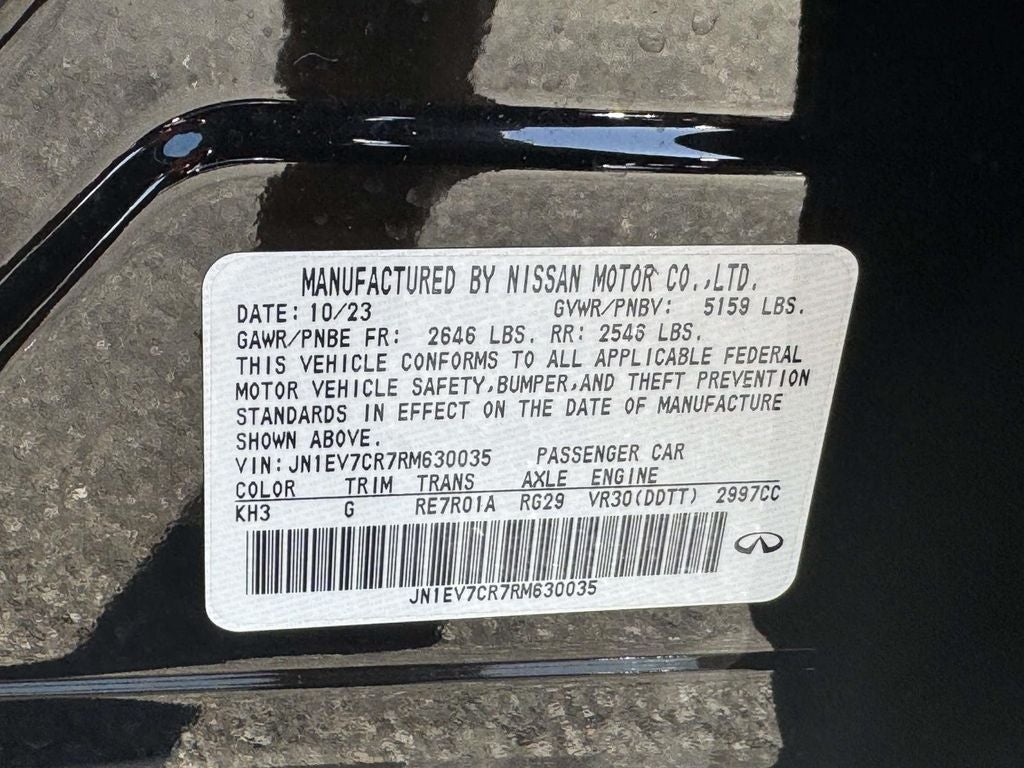 MANUFACTURED BY NISSAN MOTOR CO.,LTD.
DATE: 10/23 GVWR/PNBV: 5159 LBS.
GAWR/PNBE FR: 2646 LBS. RR: 2546 LBS.
THIS VEHICLE CONFORMS TO ALL APPLICABLE FEDERAL
MOTOR VEHICLE SAFETY,BUMPER,AND THEFT PREVENTION
STANDARDS IN EFFECT ON THE DATE OF MANUFACTURE
SHOWN ABOVE.
VIN:JN1EV7CR7RM630035 PASSENGER CAR
COLOR TRIM TRANS AXLE ENGINE
KH3 G RE7R01A RG29 VR30(DDTT) 2997CC
JN1EV7CR7RM630035